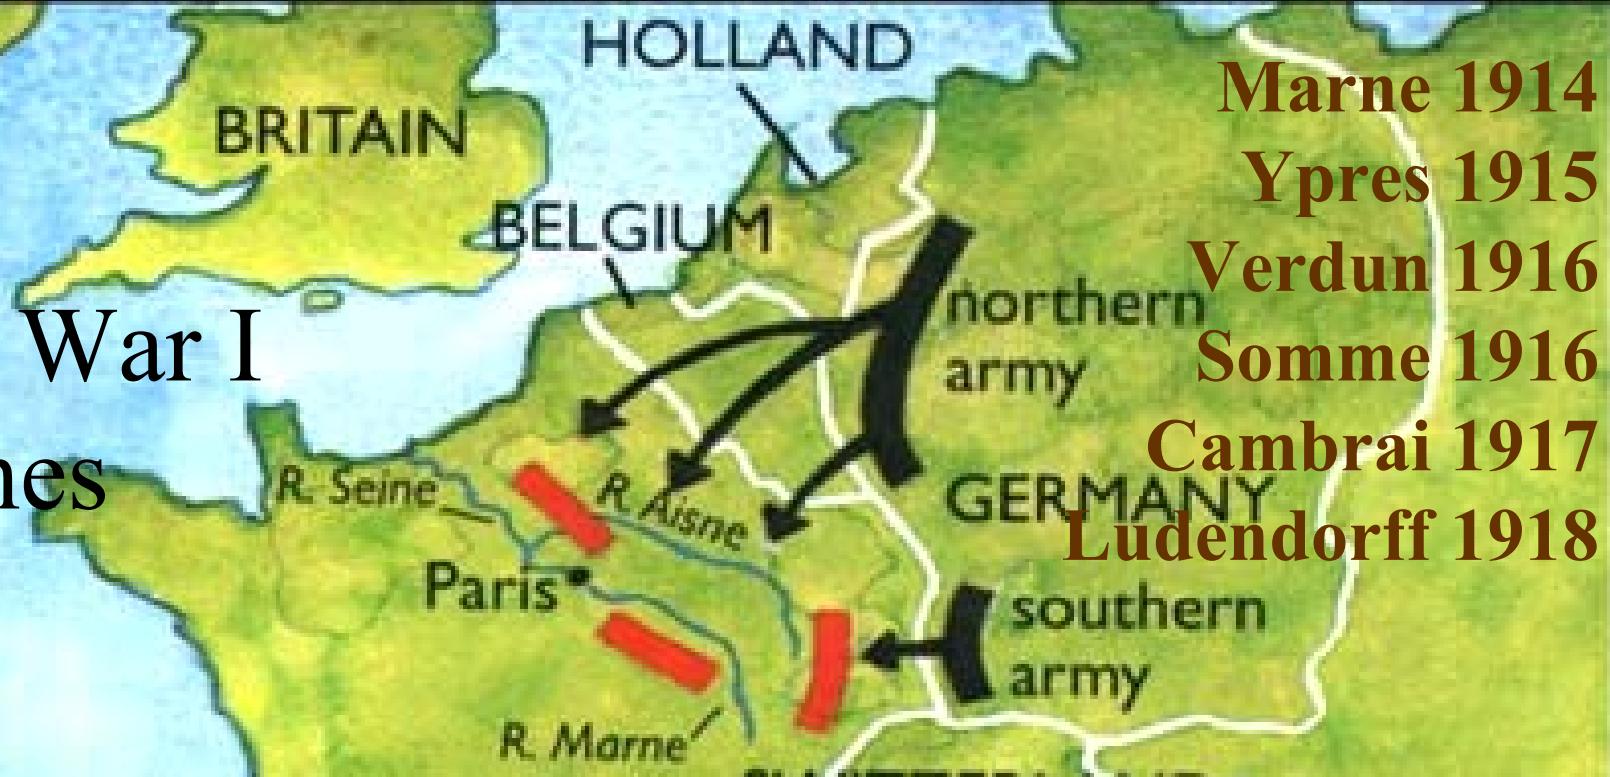 HOLLAND
Marne 1914
BRITAIN
Ypres 1915
BELGIUM
Verdun 1916
northern
army
War I
Somme 1916
Cambrai 1917
R. Seine
R. Aisne
GERMANY
Ludendorff 1918
Paris
southern
army
R. Marne